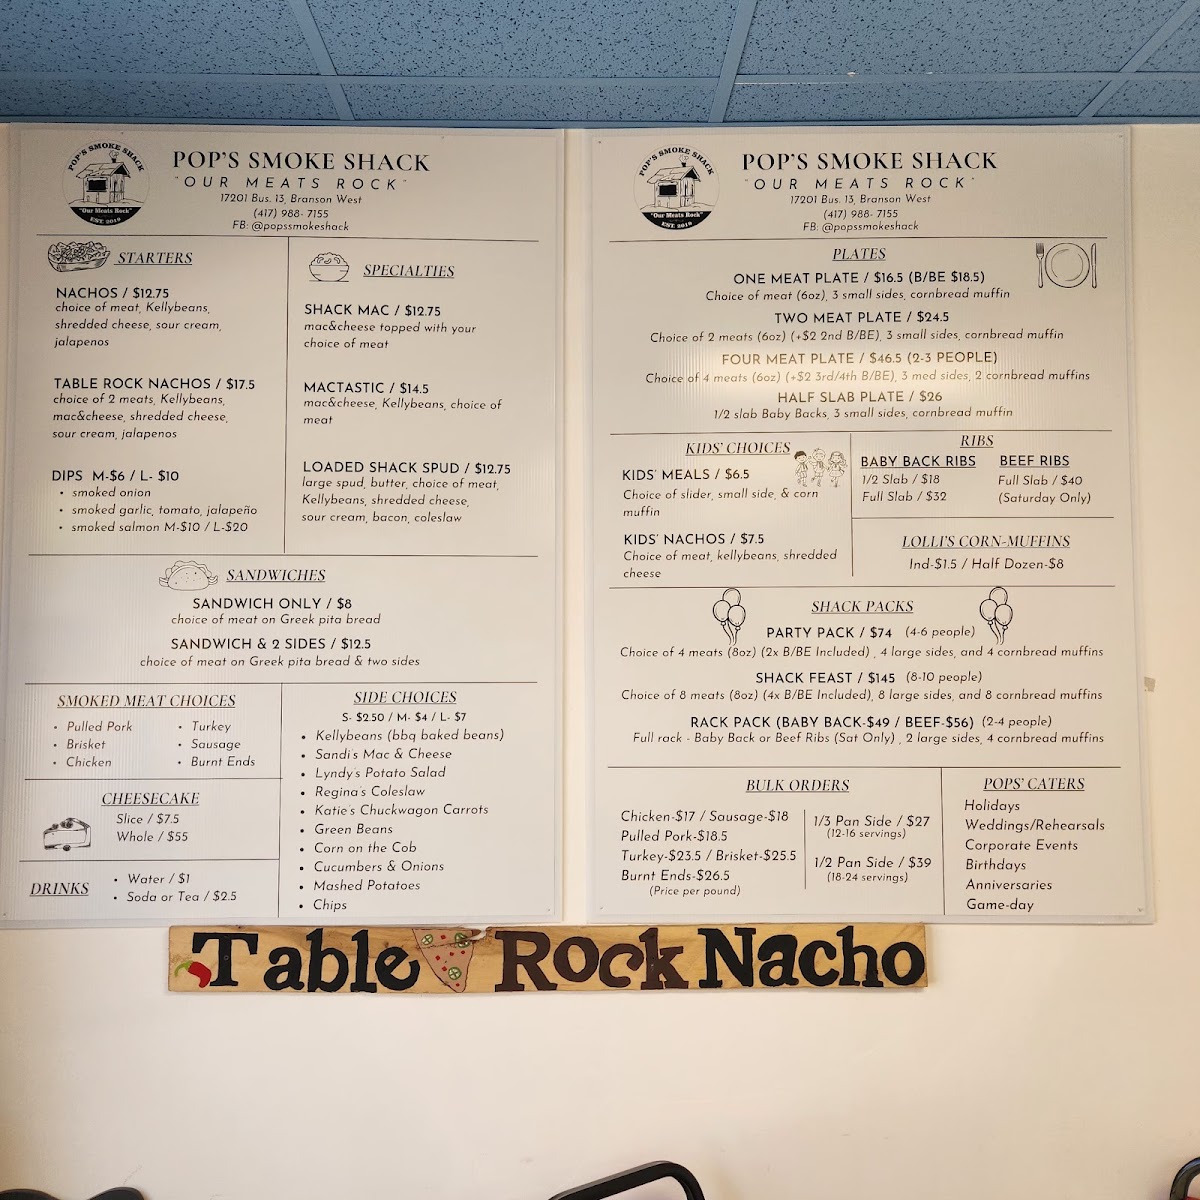 POP'S SMOKE SHACK
"Our Meats Rock"
EST. 2019
POP'S SMOKE SHACK
"OUR MEATS ROCK"
17201 Bus. 13, Branson West
(417) 988- 7155
FB: @popssmokeshack
STARTERS
NACHOS / $12.75
choice of meat, Kellybeans,
shredded cheese, sour cream,
jalapenos
TABLE ROCK NACHOS / $17.5
choice of 2 meats, Kellybeans,
mac&cheese, shredded cheese,
sour cream, jalapenos
DIPS M-$6 / L- $10
• smoked onion
• smoked garlic, tomato, jalapeño
• smoked salmon M-$10 / L-$20
SPECIALTIES
SHACK MAC / $12.75
mac&cheese topped with your
choice of meat
MACTASTIC / $14.5
mac&cheese, Kellybeans, choice of
meat
LOADED SHACK SPUD / $12.75
large spud, butter, choice of meat,
Kellybeans, shredded cheese,
sour cream, bacon, coleslaw
SANDWICHES
SANDWICH ONLY / $8
choice of meat on Greek pita bread
SANDWICH & 2 SIDES / $12.5
choice of meat on Greek pita bread & two sides
SMOKED MEAT CHOICES
• Pulled Pork
• Brisket
• Chicken
• Turkey
• Sausage
• Burnt Ends
CHEESECAKE
Slice / $7.5
Whole / $55
DRINKS
• Water / $1
• Soda or Tea / $2.5
SIDE CHOICES
S- $2.50 / M- $4 / L- $7
• Kellybeans (bbq baked beans)
• Sandi's Mac & Cheese
• Lyndy's Potato Salad
• Regina's Coleslaw
• Katie's Chuckwagon Carrots
• Green Beans
• Corn on the Cob
• Cucumbers & Onions
• Mashed Potatoes
• Chips
POP'S SMOKE SHACK
"Our Meats Rock"
EST. 2019
POP'S SMOKE SHACK
"OUR MEATS ROCK"
17201 Bus. 13, Branson West
(417) 988- 7155
FB: @popssmokeshack
PLATES
ONE MEAT PLATE / $16.5 (B/BE $18.5)
Choice of meat (6oz), 3 small sides, cornbread muffin
TWO MEAT PLATE / $24.5
Choice of 2 meats (6oz) (+$2 2nd B/BE), 3 small sides, cornbread muffin
FOUR MEAT PLATE / $46.5 (2-3 PEOPLE)
Choice of 4 meats (6oz) (+$2 3rd/4th B/BE), 3 med sides, 2 cornbread muffins
HALF SLAB PLATE / $26
1/2 slab Baby Backs, 3 small sides, cornbread muffin
KIDS' CHOICES
KIDS' MEALS / $6.5
Choice of slider, small side, & corn
muffin
KIDS' NACHOS / $7.5
Choice of meat, kellybeans, shredded
cheese
RIBS
BABY BACK RIBS
1/2 Slab / $18
Full Slab / $32
BEEF RIBS
Full Slab / $40
(Saturday Only)
LOLLI'S CORN-MUFFINS
Ind-$1.5 / Half Dozen-$8
SHACK PACKS
PARTY PACK / $74 (4-6 people)
Choice of 4 meats (8oz) (2x B/BE Included) , 4 large sides, and 4 cornbread muffins
SHACK FEAST / $145 (8-10 people)
Choice of 8 meats (8oz) (4x B/BE Included), 8 large sides, and 8 cornbread muffins
RACK PACK (BABY BACK-$49 / BEEF-$56) (2-4 people)
Full rack - Baby Back or Beef Ribs (Sat Only) , 2 large sides, 4 cornbread muffins
BULK ORDERS
Chicken-$17 / Sausage-$18
Pulled Pork-$18.5
Turkey-$23.5 / Brisket-$25.5
Burnt Ends-$26.5
(Price per pound)
1/3 Pan Side / $27
(12-16 servings)
1/2 Pan Side / $39
(18-24 servings)
POPS' CATERS
Holidays
Weddings/Rehearsals
Corporate Events
Birthdays
Anniversaries
Game-day
Table Rock Nacho